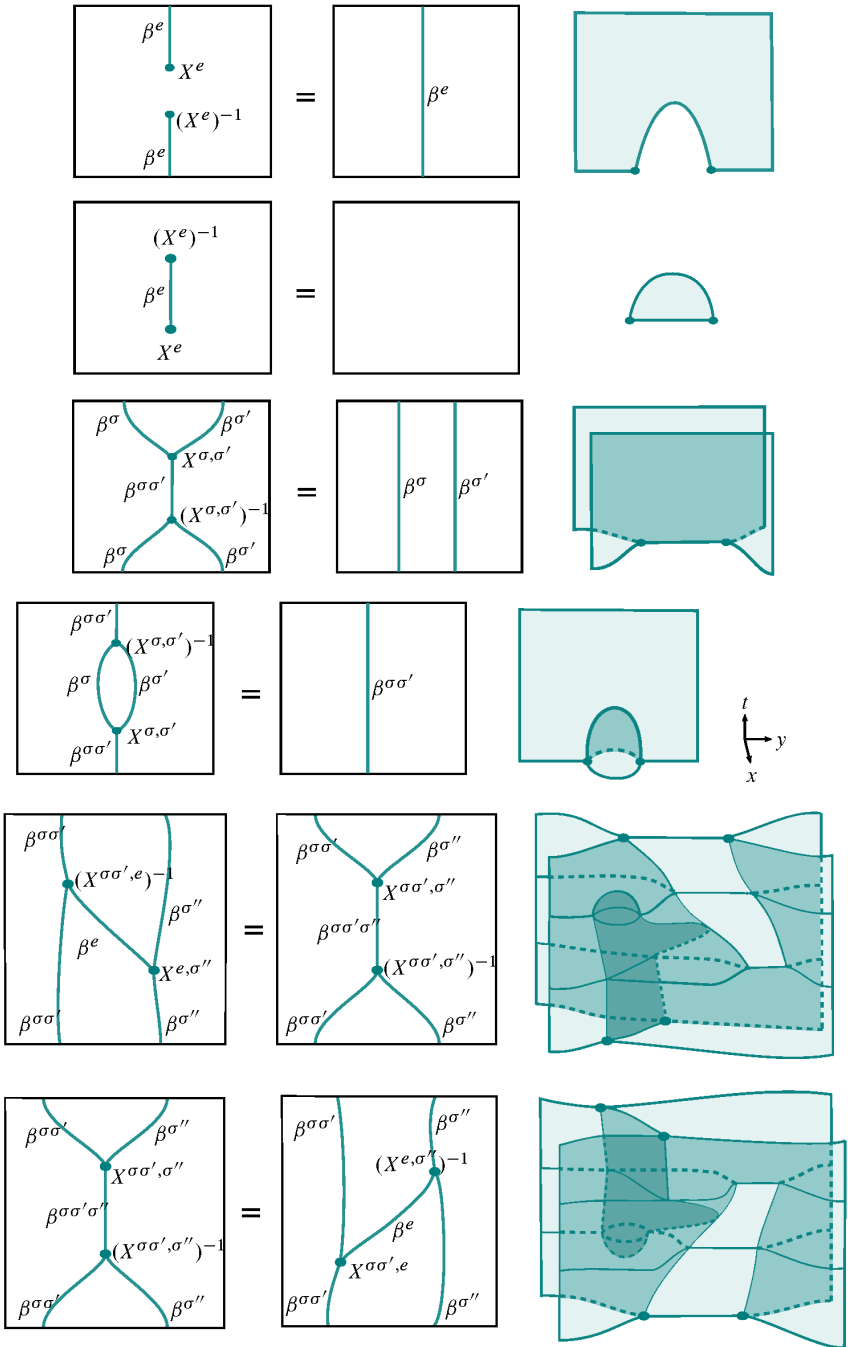 β^e
X^e
= β^e
(X^e)^{-1}
β^e
(X^e)^{-1}
β^e =
X^e
β^σ β^{σ'}
X^{σ,σ'}
β^{σσ'} = β^σ β^{σ'}
(X^{σ,σ'})^{-1}
β^σ β^{σ'}
β^{σσ'}
(X^{σ,σ'})^{-1}
β^σ β^{σ'} = β^{σσ'}
X^{σ,σ'}
β^{σσ'}
t
y
x
β^{σσ'} β^{σσ'} β^{σ''}
(X^{σσ',e})^{-1} X^{σσ',σ''}
β^{σ''}
β^e = β^{σσ'σ''}
X^{e,σ''} (X^{σσ',σ''})^{-1}
β^{σσ'} β^{σ''} β^{σσ'} β^{σ''}
β^{σσ'} β^{σ''} β^{σσ'} β^{σ''}
X^{σσ',σ''} (X^{e,σ''})^{-1}
β^{σσ'σ''} = β^e
(X^{σσ',σ''})^{-1} X^{σσ',e}
β^{σσ'} β^{σ''} β^{σσ'} β^{σ''}